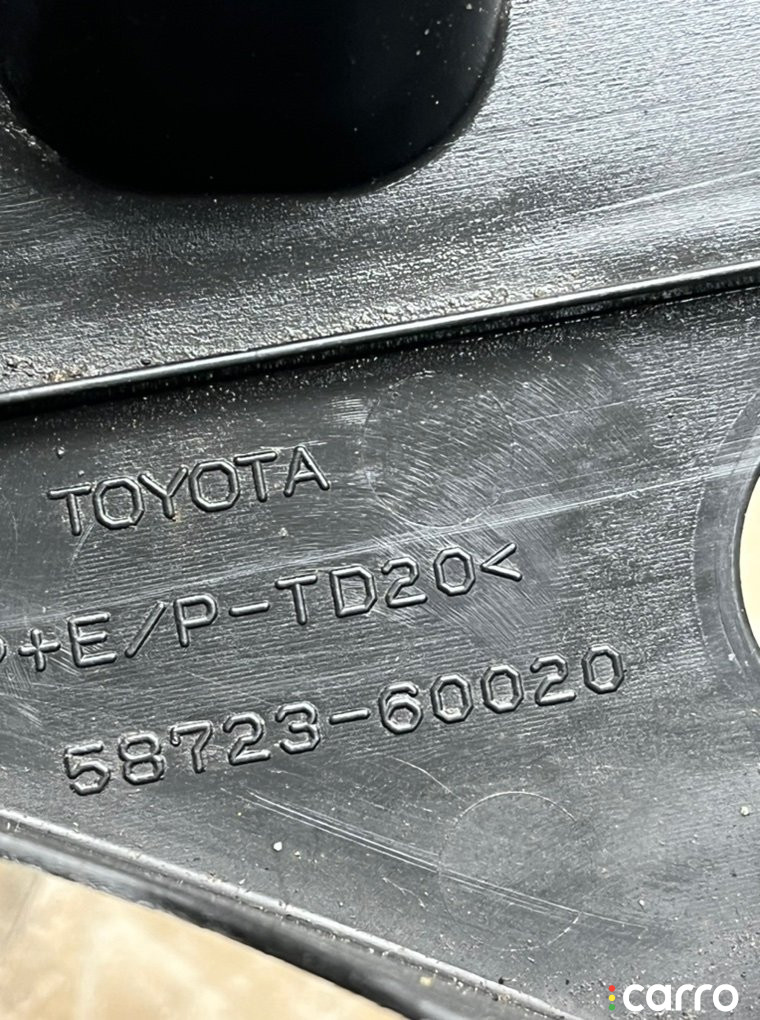 TOYOTA
P+E/P-TD20<
58723-60020
carro